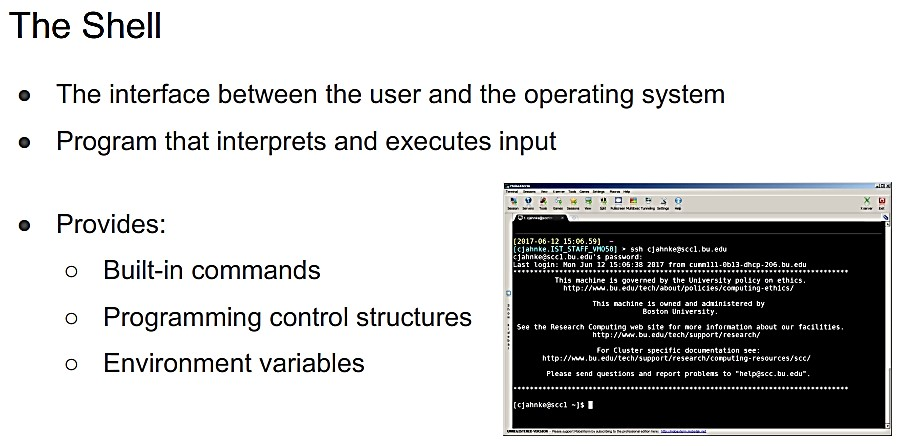 The Shell
● The interface between the user and the operating system
● Program that interprets and executes input
● Provides:
○ Built-in commands
○ Programming control structures
○ Environment variables
[2017-06-12 15:06.59] ~
[cjahnke.IST_STAFF_VM058] ➤ ssh cjahnke@scc1.bu.edu
cjahnke@scc1.bu.edu's password:
Last login: Mon Jun 12 15:06:38 2017 from cumm111-0b13-dhcp-206.bu.edu
This machine is governed by the University policy on ethics.
http://www.bu.edu/tech/about/policies/computing-ethics/
This machine is owned and administered by
Boston University.
See the Research Computing web site for more information about our facilities.
http://www.bu.edu/tech/support/research/
For Cluster specific documentation see:
http://www.bu.edu/tech/support/research/computing-resources/scc/
Please send questions and report problems to "help@scc.bu.edu".
[cjahnke@scc1 ~]$